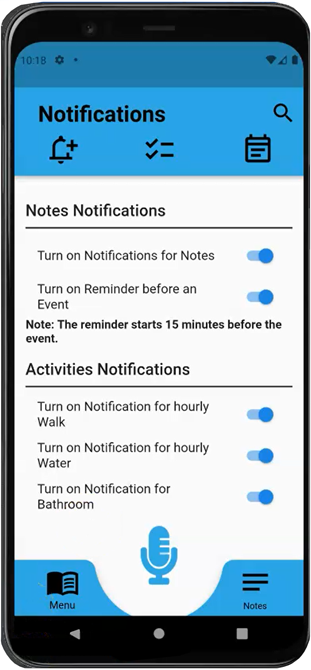 10:18
Notifications
Notes Notifications
Turn on Notifications for Notes
Turn on Reminder before an
Event
Note: The reminder starts 15 minutes before the
event.
Activities Notifications
Turn on Notification for hourly
Walk
Turn on Notification for hourly
Water
Turn on Notification for
Bathroom
Menu
Notes